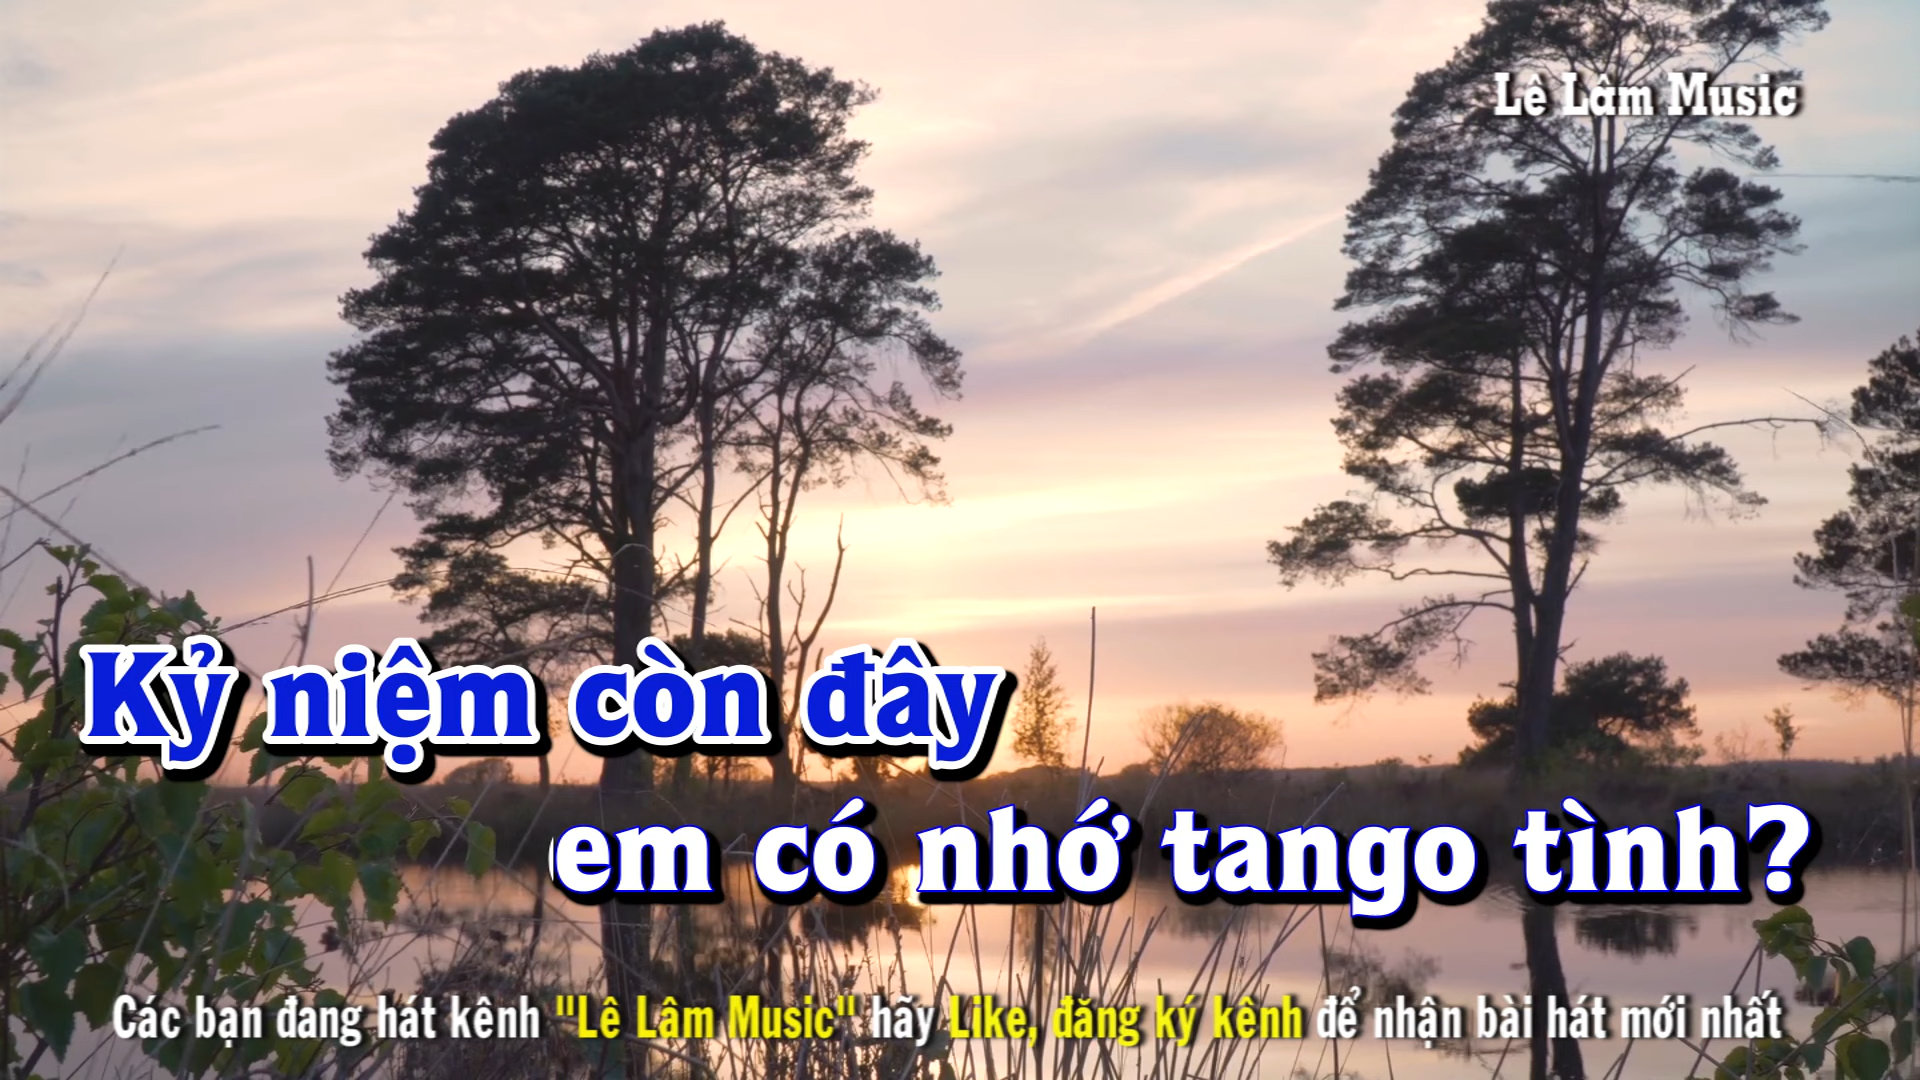 Lê Lâm Music
Kỷ niệm còn đây
em có nhớ tango tình?
Các bạn đang hát kênh "Lê Lâm Music" hãy Like, đăng ký kênh để nhận bài hát mới nhất